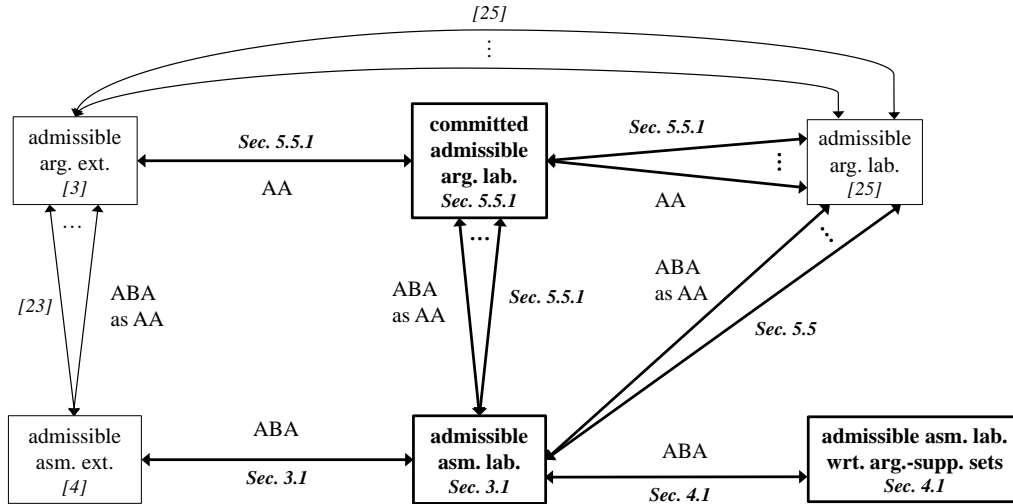 [25]
...
admissible
arg. ext.
[3]
Sec. 5.5.1
AA
committed
admissible
arg. lab.
Sec. 5.5.1
Sec. 5.5.1
...
AA
admissible
arg. lab.
[25]
...
[23]
ABA
as AA
...
ABA
as AA
Sec. 5.5.1
...
ABA
as AA
Sec. 5.5
admissible
asm. ext.
[4]
ABA
Sec. 3.1
admissible
asm. lab.
Sec. 3.1
ABA
Sec. 4.1
admissible asm. lab.
wrt. arg.-supp. sets
Sec. 4.1